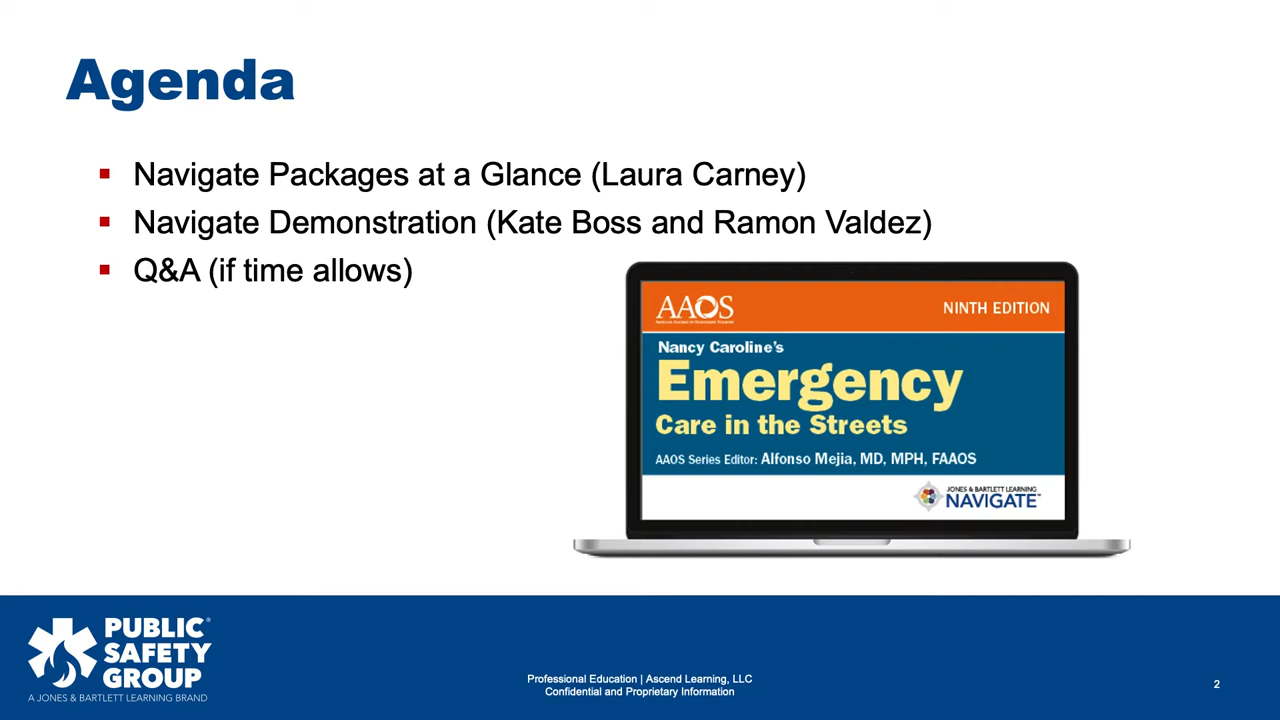 Agenda
▪ Navigate Packages at a Glance (Laura Carney)
▪ Navigate Demonstration (Kate Boss and Ramon Valdez)
▪ Q&A (if time allows)
AAOS
NINTH EDITION
Nancy Caroline's
Emergency
Care in the Streets
AAOS Series Editor: Alfonso Mejia, MD, MPH, FAAOS
JONES & BARTLETT LEARNING
NAVIGATE™
PUBLIC
SAFETY
GROUP®
A JONES & BARTLETT LEARNING BRAND
Professional Education | Ascend Learning, LLC
Confidential and Proprietary Information
2